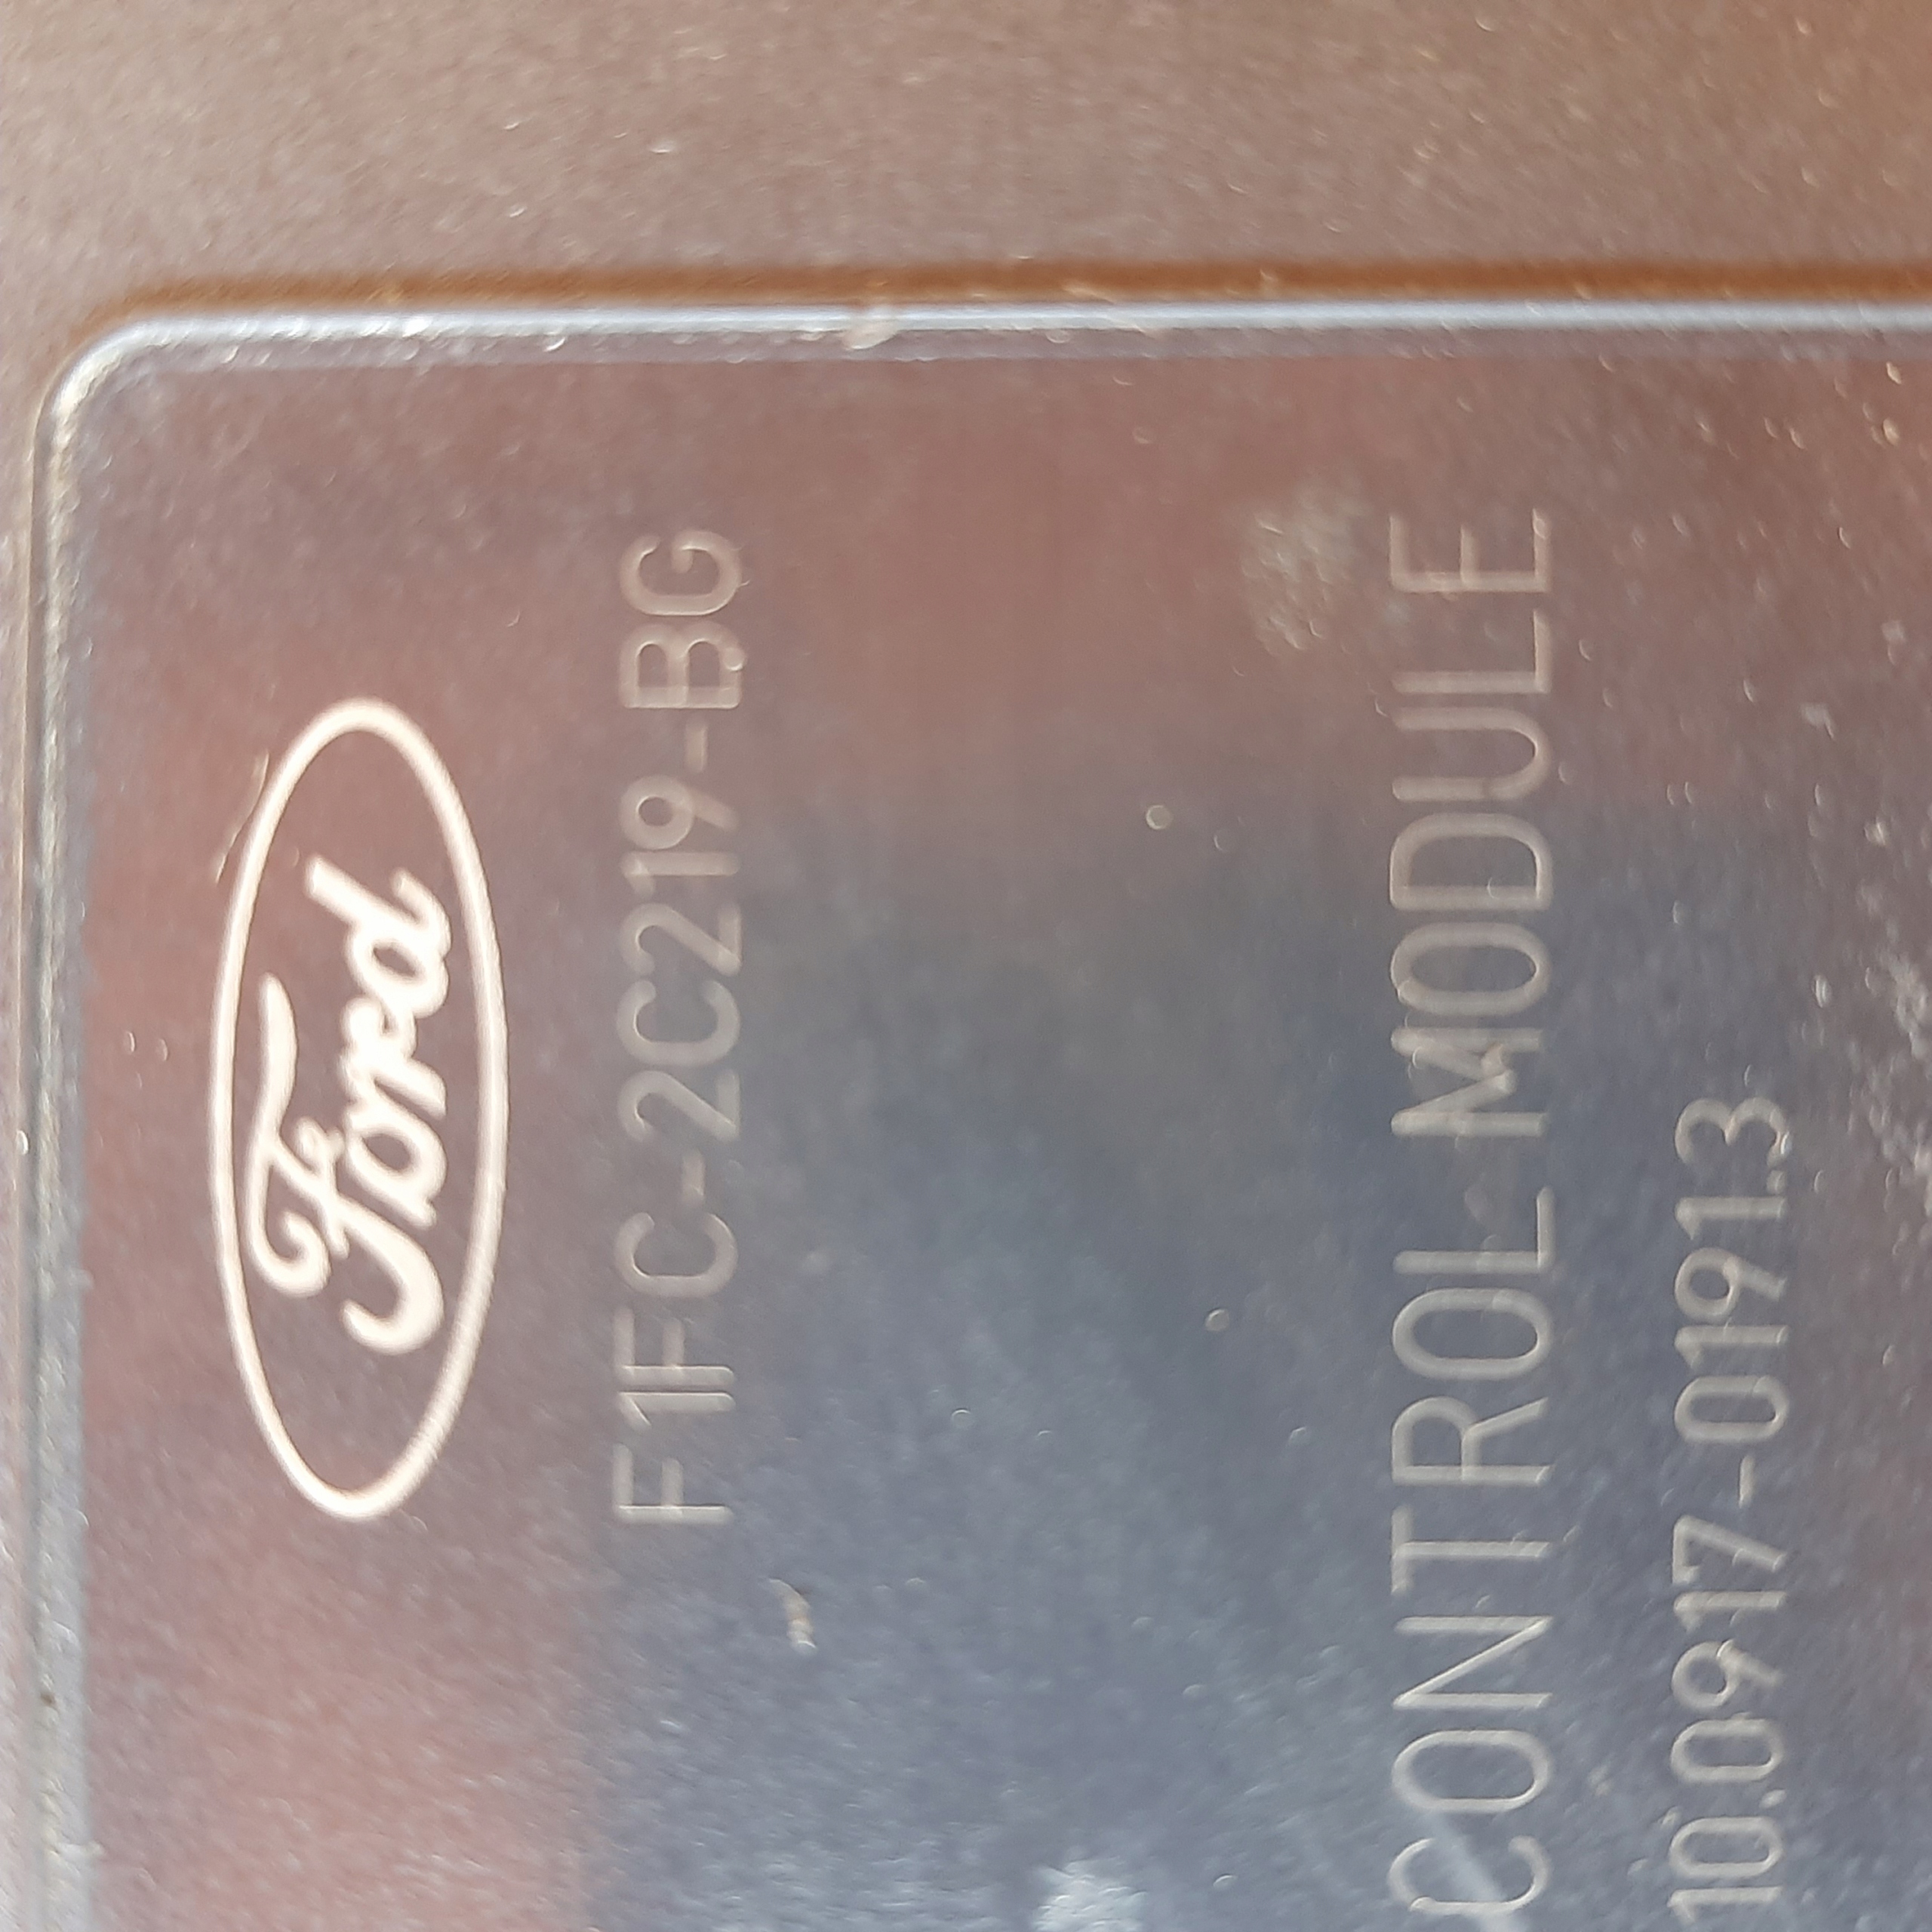 Ford
F1FC-2C219-BG
CONTROL MODULE
10.0917-0191.3